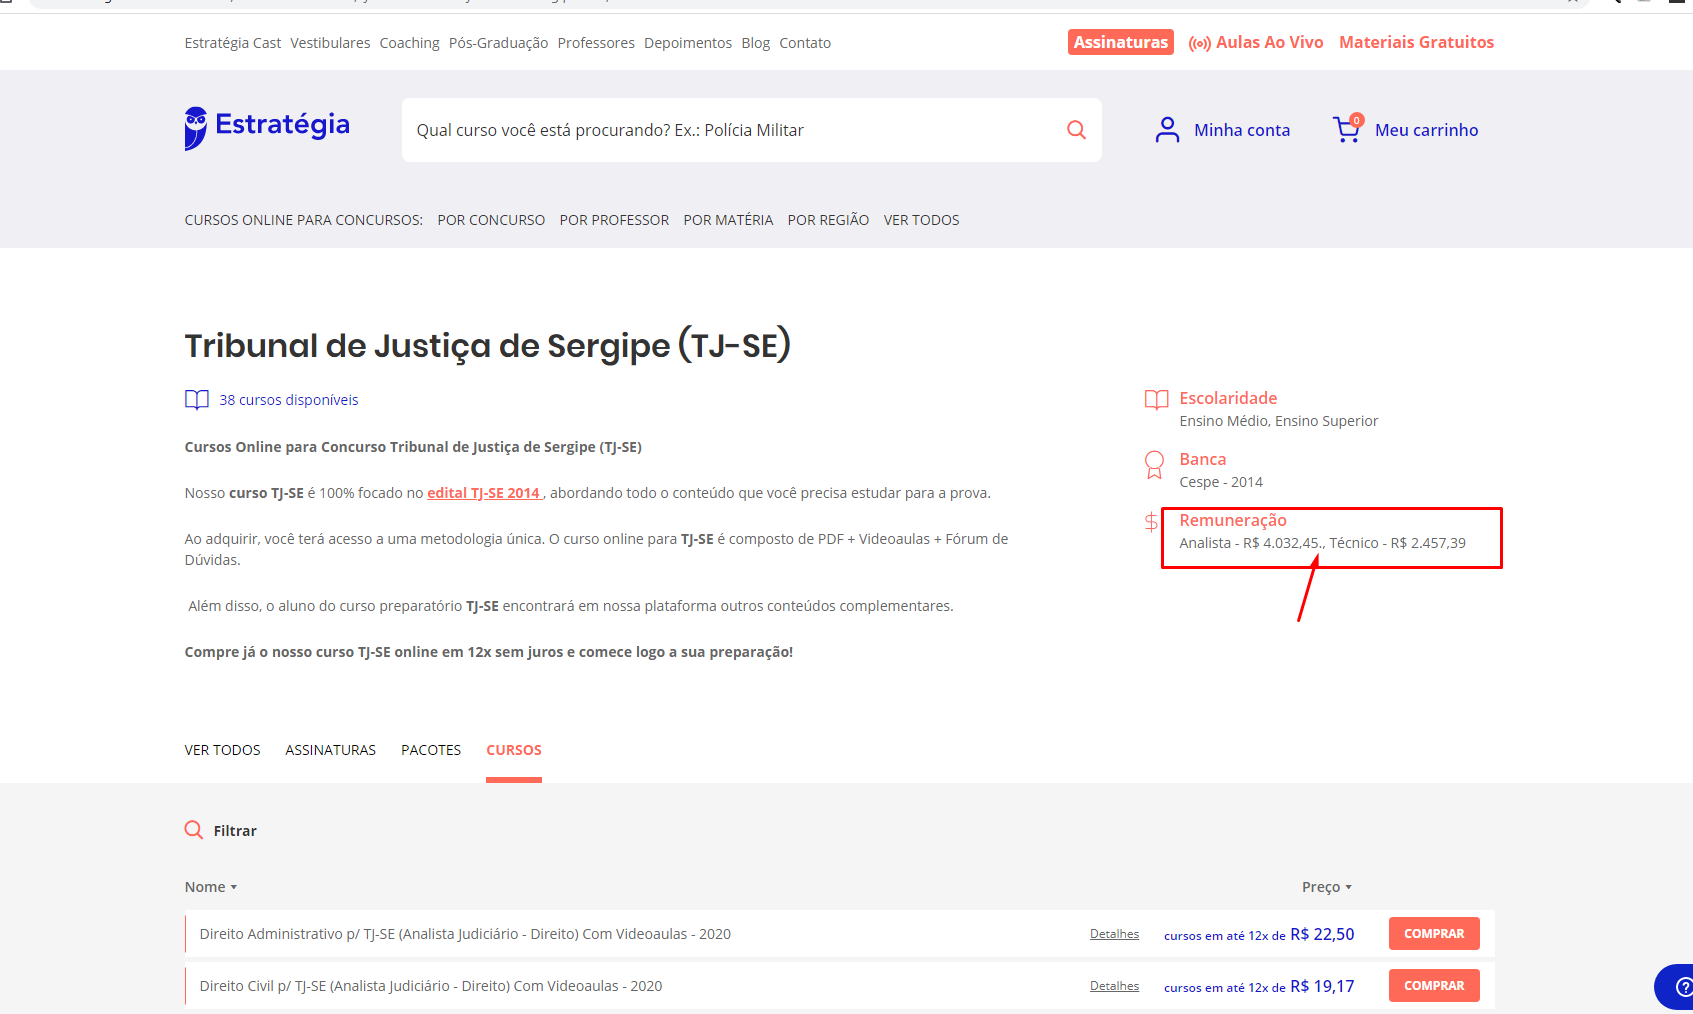 Estratégia Cast Vestibulares Coaching Pós-Graduação Professores Depoimentos Blog Contato
Assinaturas Aulas Ao Vivo Materiais Gratuitos
Estratégia
Qual curso você está procurando? Ex.: Polícia Militar
Minha conta
0
Meu carrinho
CURSOS ONLINE PARA CONCURSOS: POR CONCURSO POR PROFESSOR POR MATÉRIA POR REGIÃO VER TODOS
Tribunal de Justiça de Sergipe (TJ-SE)
38 cursos disponíveis
Cursos Online para Concurso Tribunal de Justiça de Sergipe (TJ-SE)
Nosso curso TJ-SE é 100% focado no edital TJ-SE 2014 , abordando todo o conteúdo que você precisa estudar para a prova.
Ao adquirir, você terá acesso a uma metodologia única. O curso online para TJ-SE é composto de PDF + Videoaulas + Fórum de
Dúvidas.
Além disso, o aluno do curso preparatório TJ-SE encontrará em nossa plataforma outros conteúdos complementares.
Compre já o nosso curso TJ-SE online em 12x sem juros e comece logo a sua preparação!
Escolaridade
Ensino Médio, Ensino Superior
Banca
Cespe - 2014
$ Remuneração
Analista - R$ 4.032,45., Técnico - R$ 2.457,39
VER TODOS ASSINATURAS PACOTES CURSOS
Filtrar
Nome Preço
Direito Administrativo p/ TJ-SE (Analista Judiciário - Direito) Com Videoaulas - 2020 Detalhes cursos em até 12x de R$ 22,50 COMPRAR
Direito Civil p/ TJ-SE (Analista Judiciário - Direito) Com Videoaulas - 2020 Detalhes cursos em até 12x de R$ 19,17 COMPRAR
?